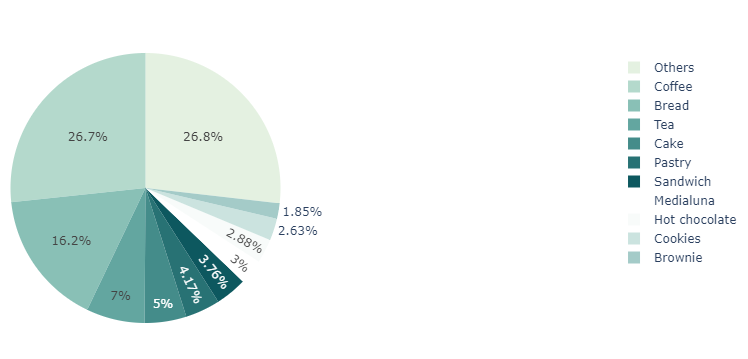 26.7%
26.8%
16.2%
7%
5%
4.17%
3.76%
3%
2.88%
2.63%
1.85%
Others
Coffee
Bread
Tea
Cake
Pastry
Sandwich
Medialuna
Hot chocolate
Cookies
Brownie